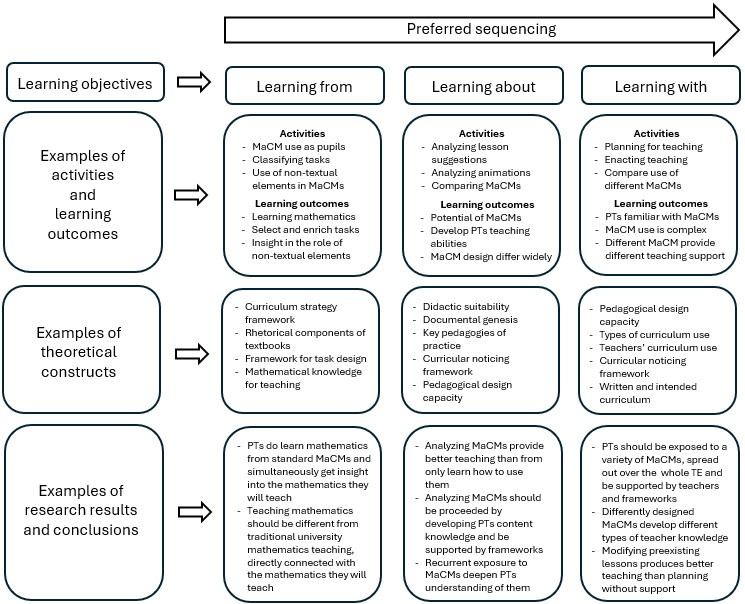 Preferred sequencing
Learning objectives
Learning from
Learning about
Learning with
Examples of
activities
and
learning
outcomes
Activities
- MaCM use as pupils
- Classifying tasks
- Use of non-textual
elements in MaCMs
Learning outcomes
- Learning mathematics
- Select and enrich tasks
- Insight in the role of
non-textual elements
Activities
- Analyzing lesson
suggestions
- Analyzing animations
- Comparing MaCMs
Learning outcomes
- Potential of MaCMs
- Develop PTs teaching
abilities
- MaCM design differ widely
Activities
- Planning for teaching
- Enacting teaching
- Compare use of
different MaCMs
Learning outcomes
- PTs familiar with MaCMs
- MaCM use is complex
- Different MaCM provide
different teaching support
Examples of
theoretical
constructs
- Curriculum strategy
framework
- Rhetorical components of
textbooks
- Framework for task design
- Mathematical knowledge
for teaching
- Didactic suitability
- Documental genesis
- Key pedagogies of
practice
- Curricular noticing
framework
- Pedagogical design
capacity
- Pedagogical design
capacity
- Types of curriculum use
- Teachers' curriculum use
- Curricular noticing
framework
- Written and intended
curriculum
Examples of
research results
and conclusions
- PTs do learn mathematics
from standard MaCMs and
simultaneously get insight
into the mathematics they
will teach
- Teaching mathematics
should be different from
traditional university
mathematics teaching,
directly connected with
the mathematics they will
teach
- Analyzing MaCMs provide
better teaching than from
only learn how to use
them
- Analyzing MaCMs should
be proceeded by
developing PTs content
knowledge and be
supported by frameworks
- Recurrent exposure to
MaCMs deepen PTs
understanding of them
- PTs should be exposed to a
variety of MaCMs, spread
out over the whole TE and
be supported by teachers
and frameworks
- Differently designed
MaCMs develop different
types of teacher knowledge
- Modifying preexisting
lessons produces better
teaching than planning
without support